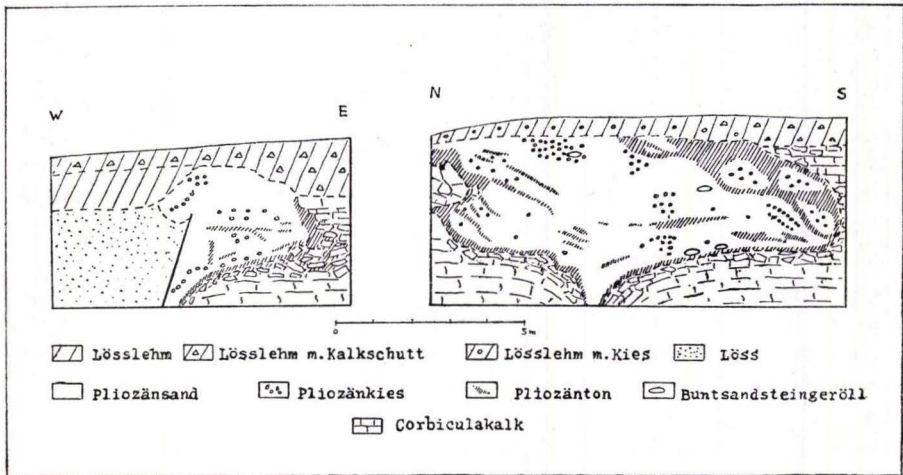 W E N S
0 5m
Lösslehm Lösslehm m.Kalkschutt Lösslehm m.Kies Löss
Pliozänsand Pliozänkies Pliozänton Buntsandsteingeröll
Corbiculakalk